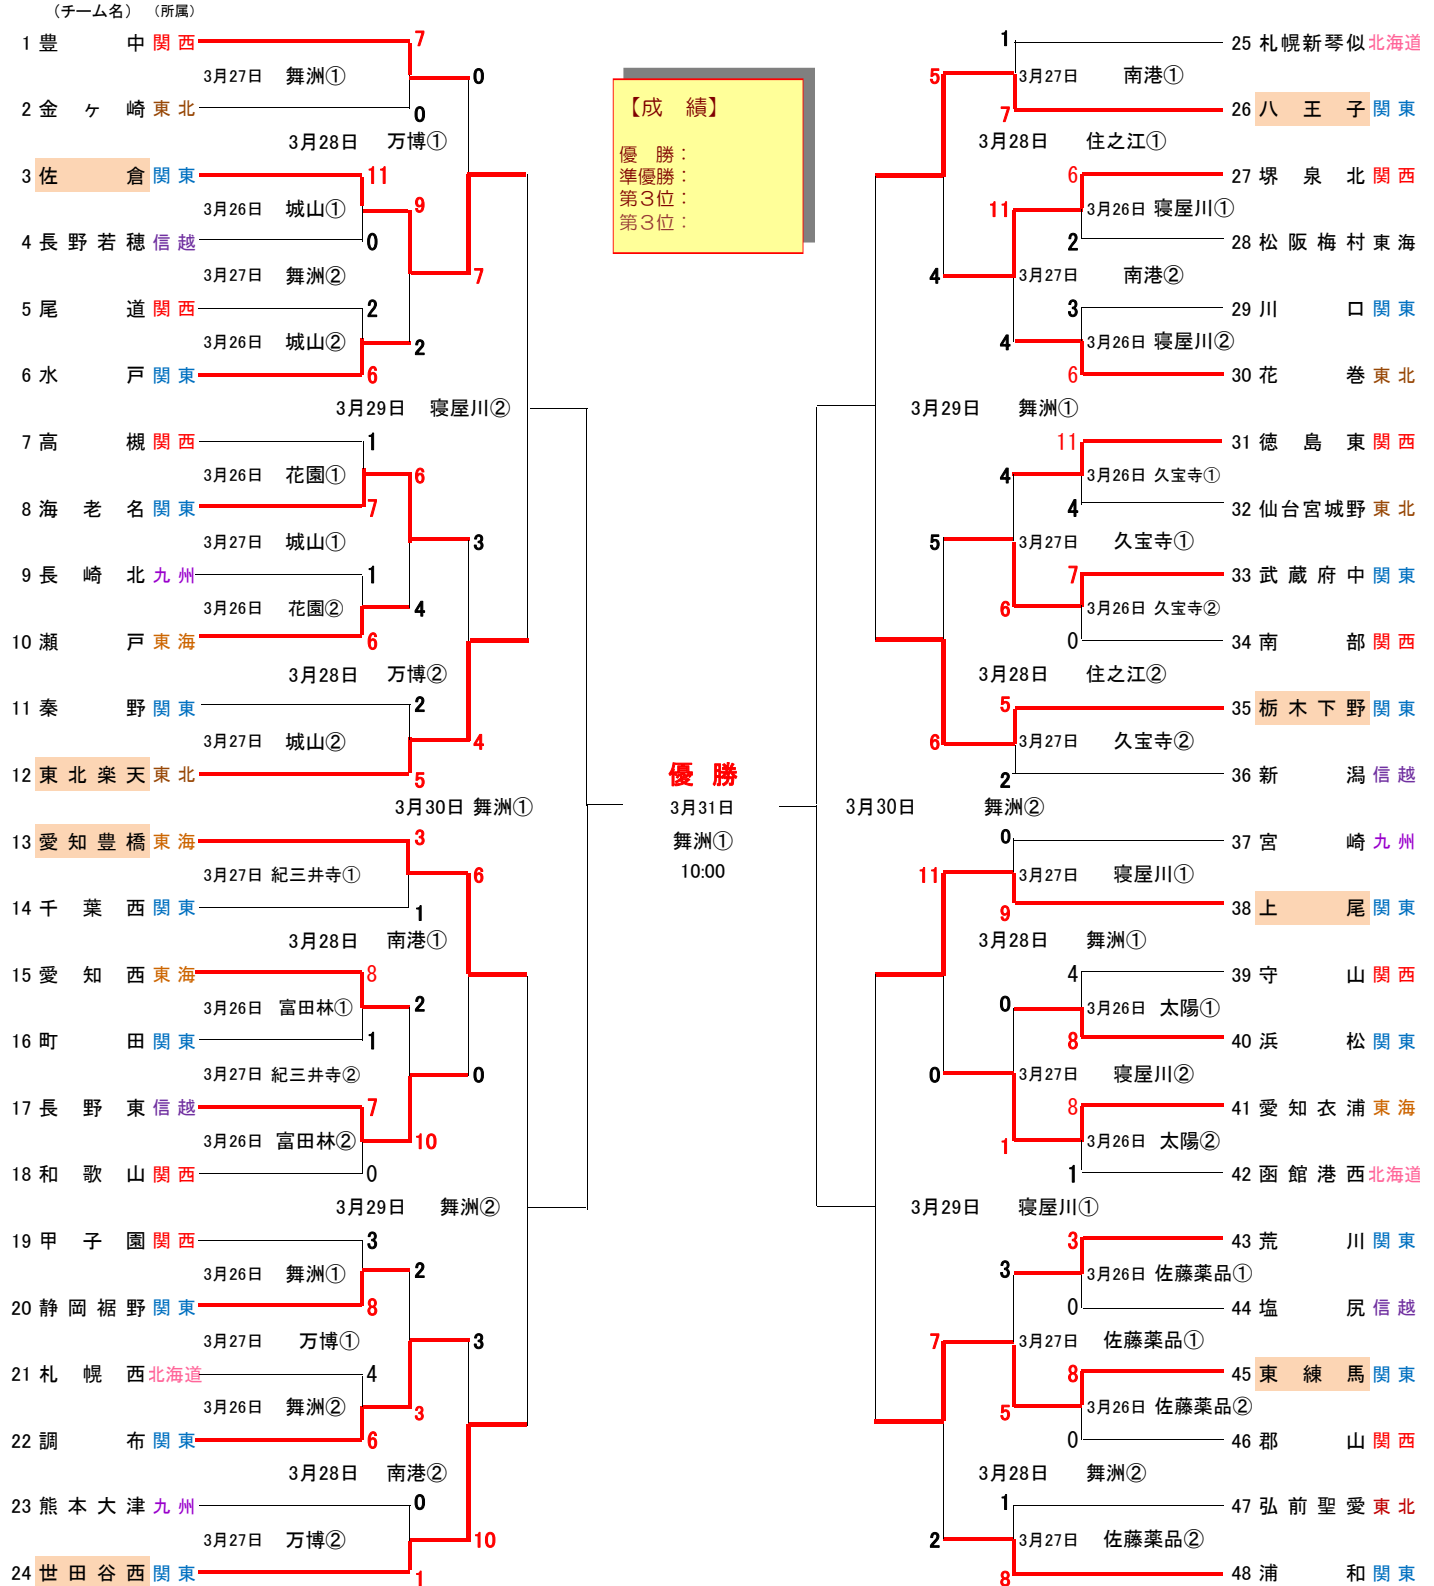 （チーム名） （所属）
1 豊中 関西 7
3月27日 舞洲① 0
2 金ヶ崎 東北 0
3月28日 万博①
3 佐倉 関東 11
3月26日 城山① 9
4 長野若穂 信越 0
3月27日 舞洲② 7
5 尾道 関西 2
3月26日 城山② 2
6 水戸 関東 6
3月29日 寝屋川②
7 高槻 関西 1
3月26日 花園① 6
8 海老名 関東 7
3月27日 城山① 3
9 長崎北 九州 1
3月26日 花園② 4
10 瀬戸 東海 6
3月28日 万博②
11 秦野 関東 2
3月27日 城山② 4
12 東北楽天 東北 5
3月30日 舞洲①
13 愛知豊橋 東海 3
3月27日 紀三井寺① 6
14 千葉西 関東 1
3月28日 南港①
15 愛知西 東海 8
3月26日 富田林① 2
16 町田 関東 1
3月27日 紀三井寺② 0
17 長野東 信越 7
3月26日 富田林② 10
18 和歌山 関西 0
3月29日 舞洲②
19 甲子園 関西 3
3月26日 舞洲① 2
20 静岡裾野 関東 8
3月27日 万博① 3
21 札幌西 北海道 4
3月26日 舞洲② 3
22 調布 関東 6
3月28日 南港②
23 熊本大津 九州 0
3月27日 万博② 10
24 世田谷西 関東 1
【成 績】
優 勝：
準優勝：
第３位：
第３位：
優 勝
3月31日
舞洲①
10:00
1 25 札幌新琴似 北海道
5 3月27日 南港①
7 26 八王子 関東
3月28日 住之江①
6 27 堺泉北 関西
11 3月26日 寝屋川①
2 28 松阪梅村 東海
4 3月27日 南港②
3 29 川口 関東
4 3月26日 寝屋川②
6 30 花巻 東北
3月29日 舞洲①
11 31 徳島東 関西
4 3月26日 久宝寺①
4 32 仙台宮城野 東北
5 3月27日 久宝寺①
7 33 武蔵府中 関東
6 3月26日 久宝寺②
0 34 南部 関西
3月28日 住之江②
5 35 栃木下野 関東
6 3月27日 久宝寺②
2 36 新潟 信越
3月30日 舞洲②
0 37 宮崎 九州
11 3月27日 寝屋川①
9 38 上尾 関東
3月28日 舞洲①
4 39 守山 関西
0 3月26日 太陽①
8 40 浜松 関東
0 3月27日 寝屋川②
8 41 愛知衣浦 東海
1 3月26日 太陽②
1 42 函館港西 北海道
3月29日 寝屋川①
3 43 荒川 関東
3 3月26日 佐藤薬品①
0 44 塩尻 信越
7 3月27日 佐藤薬品①
8 45 東練馬 関東
5 3月26日 佐藤薬品②
0 46 郡山 関西
3月28日 舞洲②
1 47 弘前聖愛 東北
2 3月27日 佐藤薬品②
8 48 浦和 関東